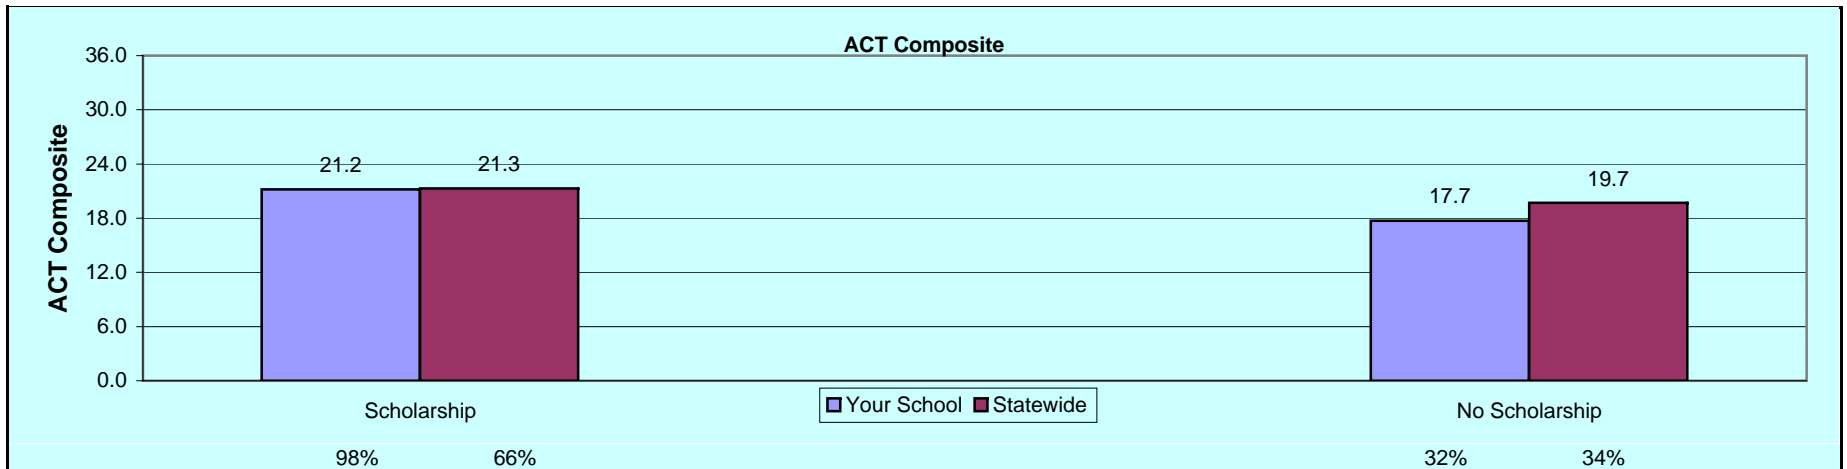 ACT Composite
36.0
30.0
24.0
18.0
12.0
6.0
0.0
ACT Composite
21.2 21.3
17.7 19.7
Scholarship No Scholarship
Your School Statewide
98% 66% 32% 34%